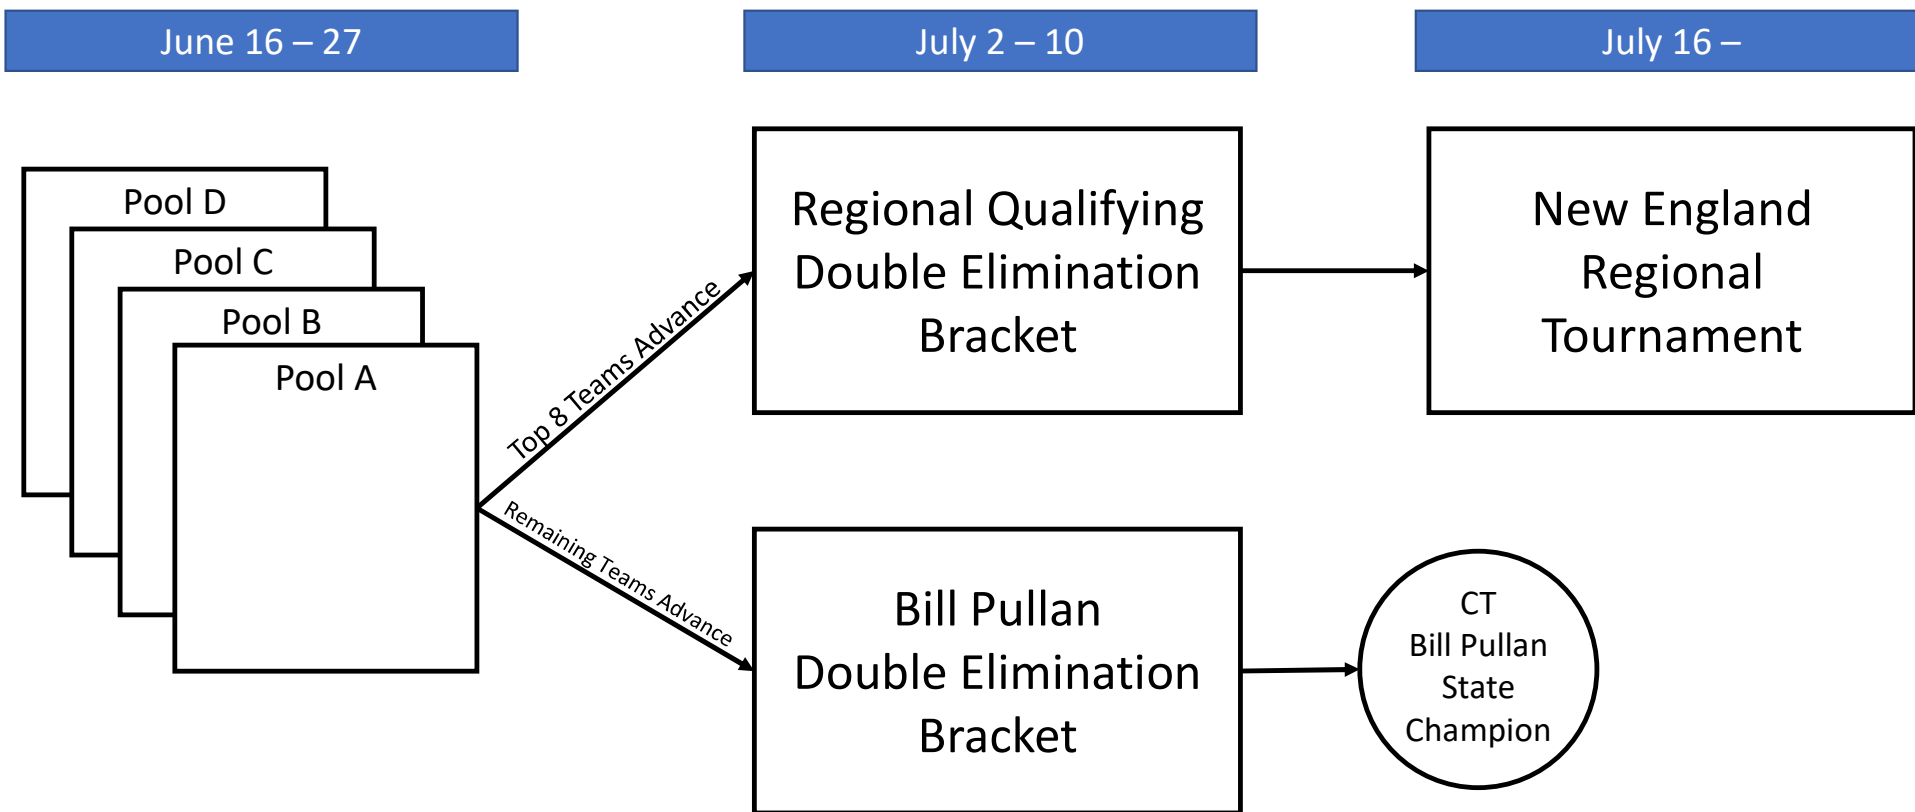 June 16 – 27
July 2 – 10
July 16 –
Pool D
Pool C
Pool B
Pool A
Top 8 Teams Advance
Remaining Teams Advance
Regional Qualifying
Double Elimination
Bracket
New England
Regional
Tournament
Bill Pullan
Double Elimination
Bracket
CT
Bill Pullan
State
Champion